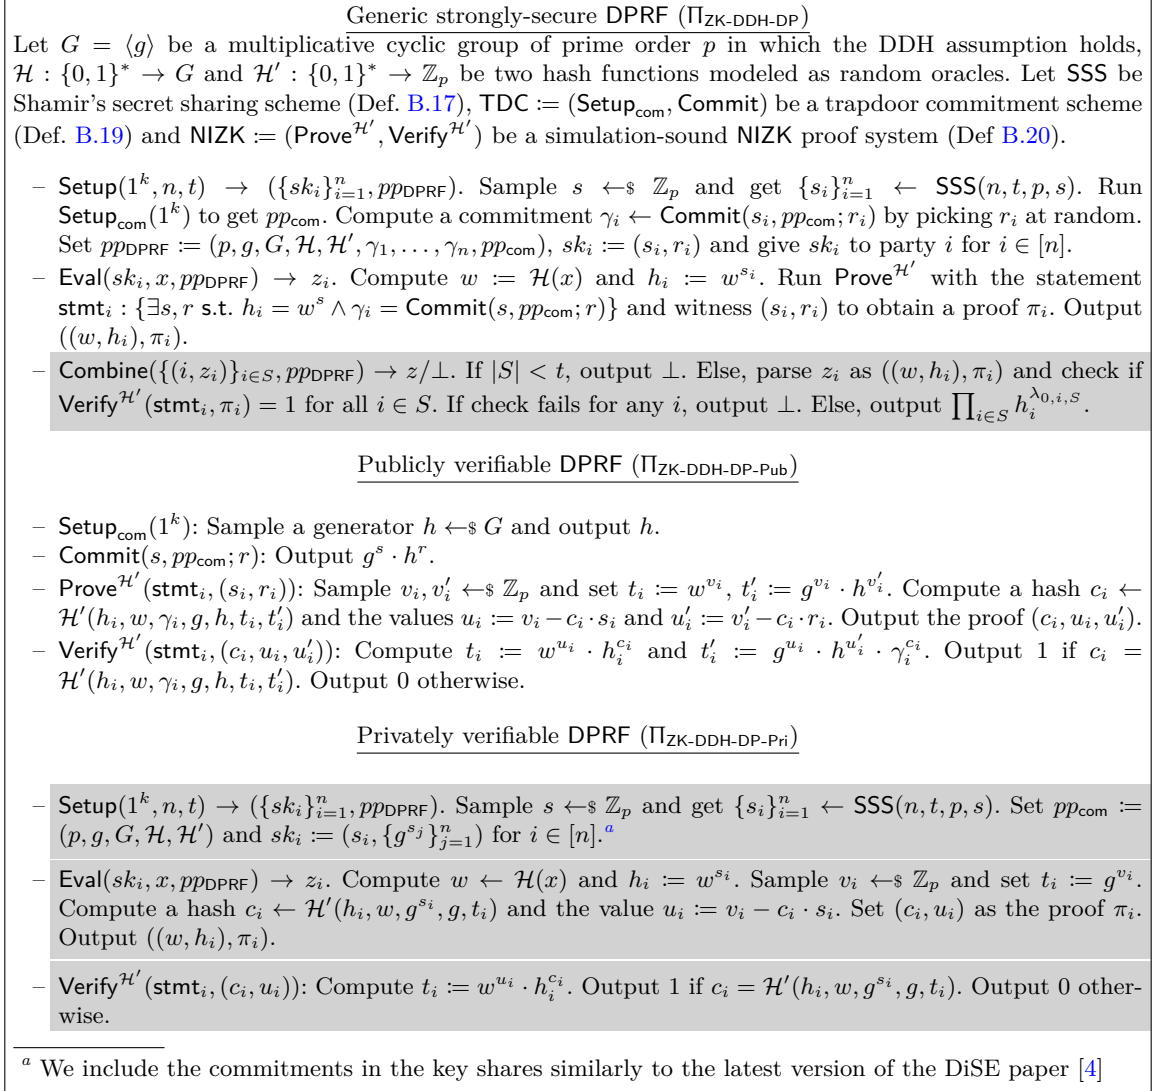 Generic strongly-secure DPRF (Π_ZK-DDH-DP)
Let G = ⟨g⟩ be a multiplicative cyclic group of prime order p in which the DDH assumption holds,
ℋ : {0, 1}* → G and ℋ′ : {0, 1}* → ℤ_p be two hash functions modeled as random oracles. Let SSS be
Shamir's secret sharing scheme (Def. B.17), TDC := (Setup_com, Commit) be a trapdoor commitment scheme
(Def. B.19) and NIZK := (Prove^ℋ′, Verify^ℋ′) be a simulation-sound NIZK proof system (Def B.20).
– Setup(1^k, n, t) → ({sk_i}_{i=1}^n, pp_DPRF). Sample s ←$ ℤ_p and get {s_i}_{i=1}^n ← SSS(n, t, p, s). Run
Setup_com(1^k) to get pp_com. Compute a commitment γ_i ← Commit(s_i, pp_com; r_i) by picking r_i at random.
Set pp_DPRF := (p, g, G, ℋ, ℋ′, γ_1, . . . , γ_n, pp_com), sk_i := (s_i, r_i) and give sk_i to party i for i ∈ [n].
– Eval(sk_i, x, pp_DPRF) → z_i. Compute w := ℋ(x) and h_i := w^{s_i}. Run Prove^ℋ′ with the statement
stmt_i : {∃s, r s.t. h_i = w^s ∧ γ_i = Commit(s, pp_com; r)} and witness (s_i, r_i) to obtain a proof π_i. Output
((w, h_i), π_i).
– Combine({(i, z_i)}_{i∈S}, pp_DPRF) → z/⊥. If |S| < t, output ⊥. Else, parse z_i as ((w, h_i), π_i) and check if
Verify^ℋ′(stmt_i, π_i) = 1 for all i ∈ S. If check fails for any i, output ⊥. Else, output ∏_{i∈S} h_i^{λ_{0,i,S}}.
Publicly verifiable DPRF (Π_ZK-DDH-DP-Pub)
– Setup_com(1^k): Sample a generator h ←$ G and output h.
– Commit(s, pp_com; r): Output g^s · h^r.
– Prove^ℋ′(stmt_i, (s_i, r_i)): Sample v_i, v′_i ←$ ℤ_p and set t_i := w^{v_i}, t′_i := g^{v_i} · h^{v′_i}. Compute a hash c_i ←
ℋ′(h_i, w, γ_i, g, h, t_i, t′_i) and the values u_i := v_i − c_i · s_i and u′_i := v′_i − c_i · r_i. Output the proof (c_i, u_i, u′_i).
– Verify^ℋ′(stmt_i, (c_i, u_i, u′_i)): Compute t_i := w^{u_i} · h_i^{c_i} and t′_i := g^{u_i} · h^{u′_i} · γ_i^{c_i}. Output 1 if c_i =
ℋ′(h_i, w, γ_i, g, h, t_i, t′_i). Output 0 otherwise.
Privately verifiable DPRF (Π_ZK-DDH-DP-Pri)
– Setup(1^k, n, t) → ({sk_i}_{i=1}^n, pp_DPRF). Sample s ←$ ℤ_p and get {s_i}_{i=1}^n ← SSS(n, t, p, s). Set pp_com :=
(p, g, G, ℋ, ℋ′) and sk_i := (s_i, {g^{s_j}}_{j=1}^n) for i ∈ [n].^a
– Eval(sk_i, x, pp_DPRF) → z_i. Compute w ← ℋ(x) and h_i := w^{s_i}. Sample v_i ←$ ℤ_p and set t_i := g^{v_i}.
Compute a hash c_i ← ℋ′(h_i, w, g^{s_i}, g, t_i) and the value u_i := v_i − c_i · s_i. Set (c_i, u_i) as the proof π_i.
Output ((w, h_i), π_i).
– Verify^ℋ′(stmt_i, (c_i, u_i)): Compute t_i := w^{u_i} · h_i^{c_i}. Output 1 if c_i = ℋ′(h_i, w, g^{s_i}, g, t_i). Output 0 other-
wise.
^a We include the commitments in the key shares similarly to the latest version of the DiSE paper [4]